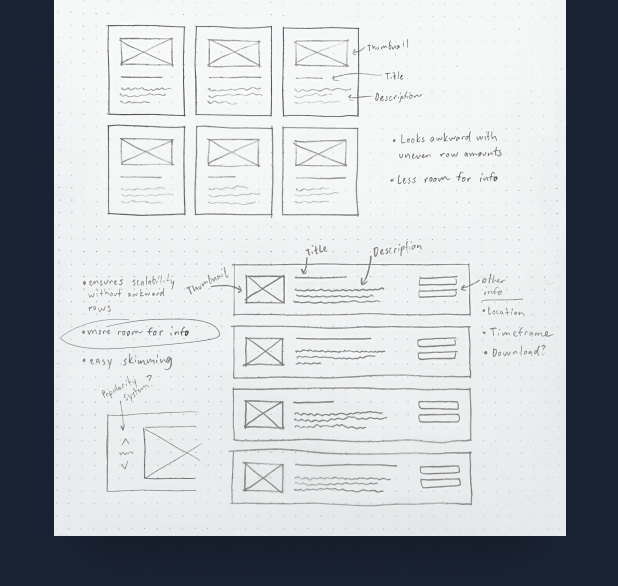 Thumbnail
Title
Description
• Looks awkward with
uneven row amounts
• Less room for info
Title
Description
Thumbnail
• ensures scalability
without awkward
rows
• more room for info
• easy skimming
other
info
• Location
• Timeframe
• Download?
Popularity
System?